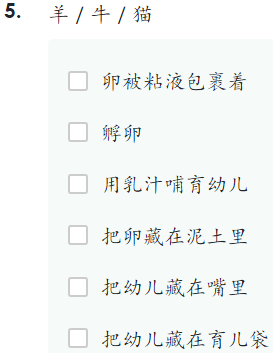 5. 羊 / 牛 / 猫
卵被粘液包裹着
孵卵
用乳汁哺育幼儿
把卵藏在泥土里
把幼儿藏在嘴里
把幼儿藏在育儿袋